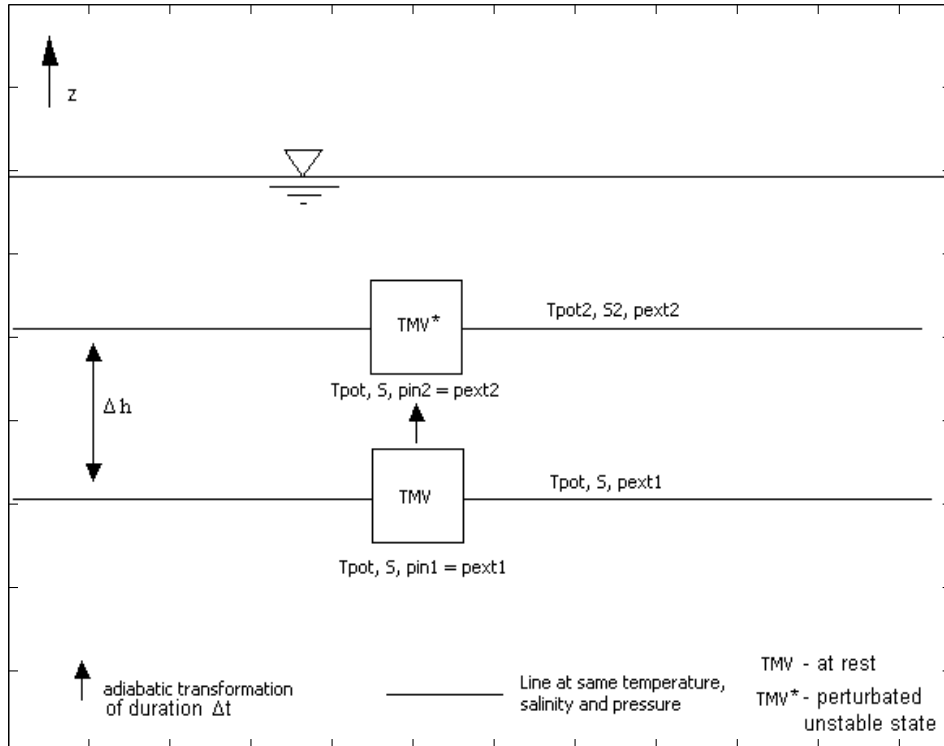 z
TMV*
Tpot2, S2, pext2
Tpot, S, pin2 = pext2
Δh
TMV
Tpot, S, pext1
Tpot, S, pin1 = pext1
adiabatic transformation
of duration Δt
Line at same temperature,
salinity and pressure
TMV - at rest
TMV* - perturbated
unstable state